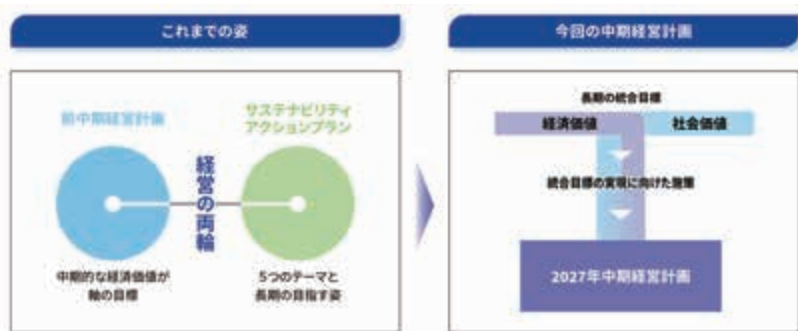 これまでの姿
前中期経営計画
サステナビリティ
アクションプラン
経営の両輪
中期的な経済価値が
軸の目標
5つのテーマと
長期の目指す姿
今回の中期経営計画
長期の統合目標
経済価値
社会価値
統合目標の実現に向けた施策
2027年中期経営計画